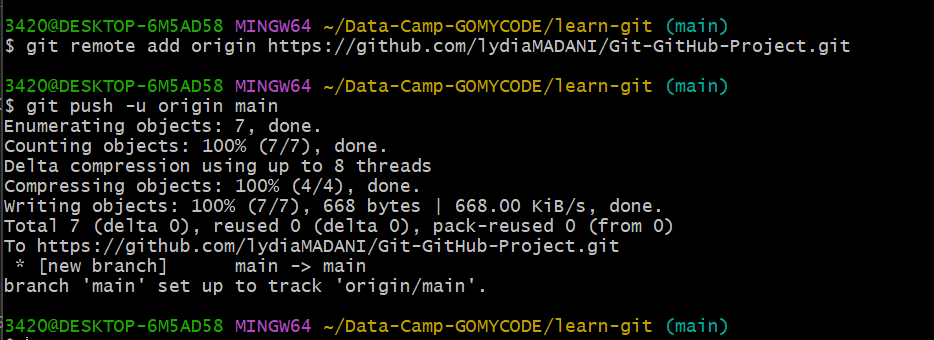 3420@DESKTOP-6M5AD58 MINGW64 ~/Data-Camp-GOMYCODE/learn-git (main)
$ git remote add origin https://github.com/lydiaMADANI/Git-GitHub-Project.git
3420@DESKTOP-6M5AD58 MINGW64 ~/Data-Camp-GOMYCODE/learn-git (main)
$ git push -u origin main
Enumerating objects: 7, done.
Counting objects: 100% (7/7), done.
Delta compression using up to 8 threads
Compressing objects: 100% (4/4), done.
Writing objects: 100% (7/7), 668 bytes | 668.00 KiB/s, done.
Total 7 (delta 0), reused 0 (delta 0), pack-reused 0 (from 0)
To https://github.com/lydiaMADANI/Git-GitHub-Project.git
 * [new branch]      main -> main
branch 'main' set up to track 'origin/main'.
3420@DESKTOP-6M5AD58 MINGW64 ~/Data-Camp-GOMYCODE/learn-git (main)
$